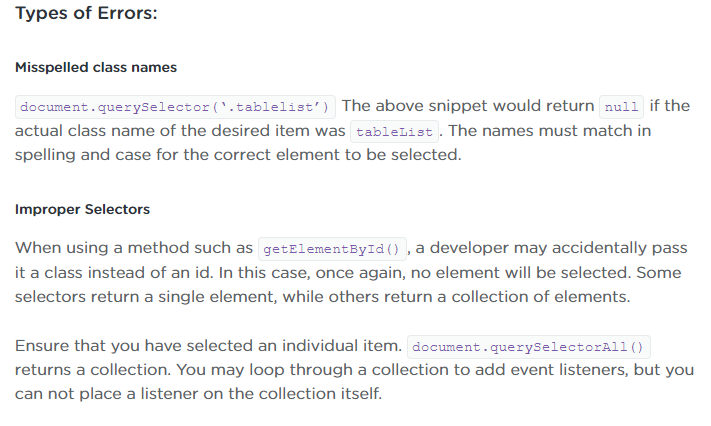 Types of Errors:
Misspelled class names
document.querySelector(‘.tablelist’) The above snippet would return null if the
actual class name of the desired item was tableList. The names must match in
spelling and case for the correct element to be selected.
Improper Selectors
When using a method such as getElementById(), a developer may accidentally pass
it a class instead of an id. In this case, once again, no element will be selected. Some
selectors return a single element, while others return a collection of elements.
Ensure that you have selected an individual item. document.querySelectorAll()
returns a collection. You may loop through a collection to add event listeners, but you
can not place a listener on the collection itself.